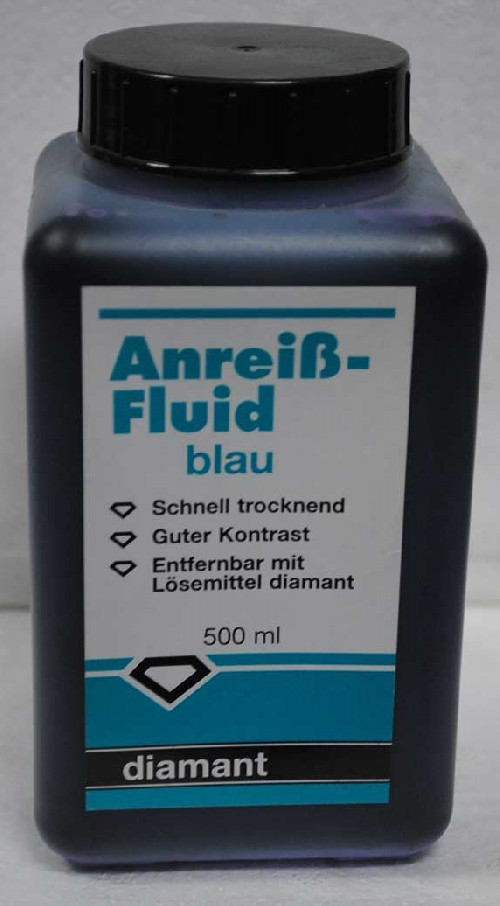 Anreiß-
Fluid
blau
Schnell trocknend
Guter Kontrast
Entfernbar mit
Lösemittel diamant
500 ml
diamant